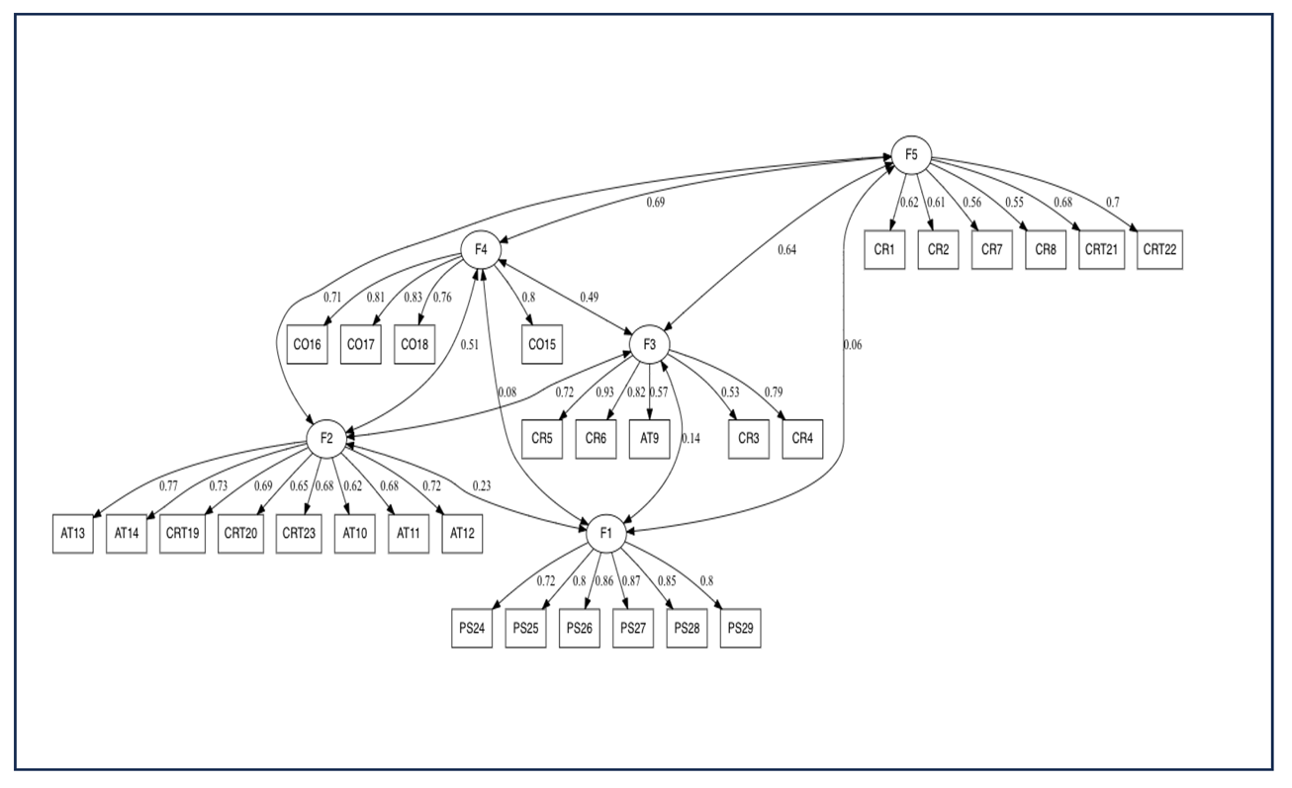 F5
0.69
0.62 0.61 0.56 0.55 0.68 0.7
F4
CR1 CR2 CR7 CR8 CRT21 CRT22
0.64
0.71 0.81 0.83 0.76 0.8 0.49
CO16 CO17 CO18 CO15
0.51
F3
0.06
0.08
0.72 0.93 0.82 0.57 0.53 0.79
F2
CR5 CR6 AT9 CR3 CR4
0.14
0.77 0.73 0.69 0.65 0.68 0.62 0.68 0.72 0.23
AT13 AT14 CRT19 CRT20 CRT23 AT10 AT11 AT12
F1
0.72 0.8 0.86 0.87 0.85 0.8
PS24 PS25 PS26 PS27 PS28 PS29